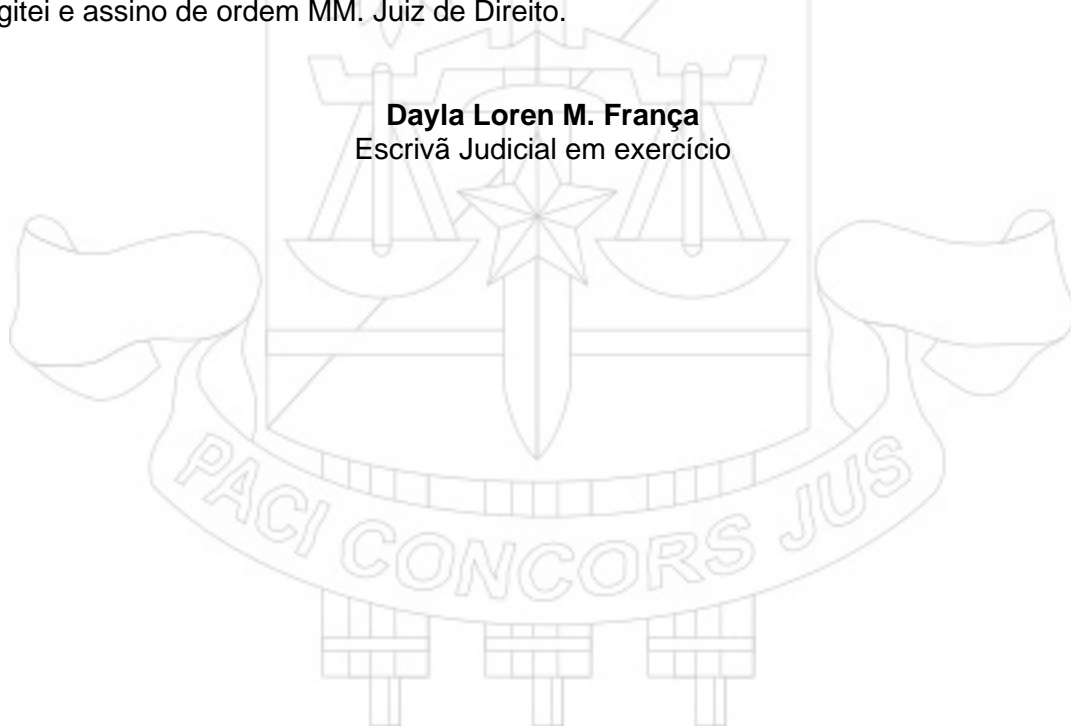 gitei e assino de ordem MM. Juiz de Direito.
Dayla Loren M. França
Escrivã Judicial em exercício
PACI CONCORS JUS